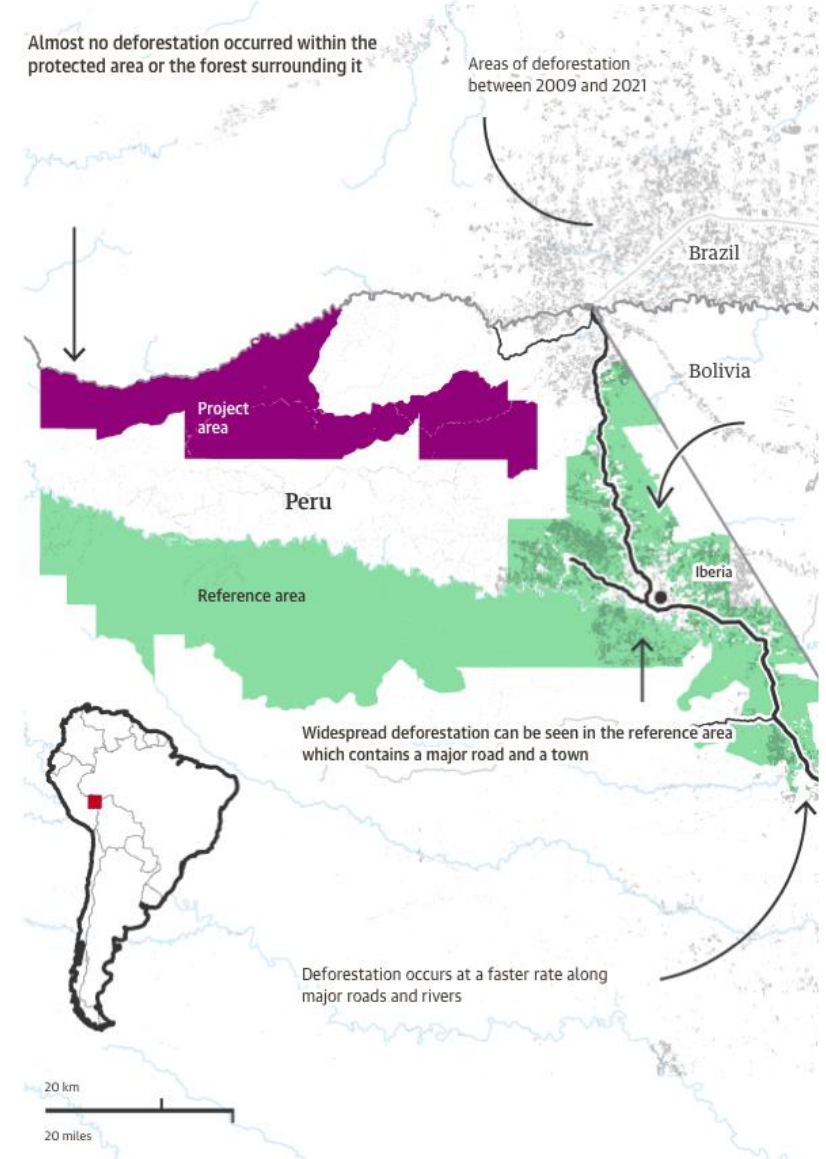 Almost no deforestation occurred within the
protected area or the forest surrounding it
Areas of deforestation
between 2009 and 2021
Brazil
Bolivia
Project
area
Peru
Iberia
Reference area
Widespread deforestation can be seen in the reference area
which contains a major road and a town
Deforestation occurs at a faster rate along
major roads and rivers
20 km
20 miles